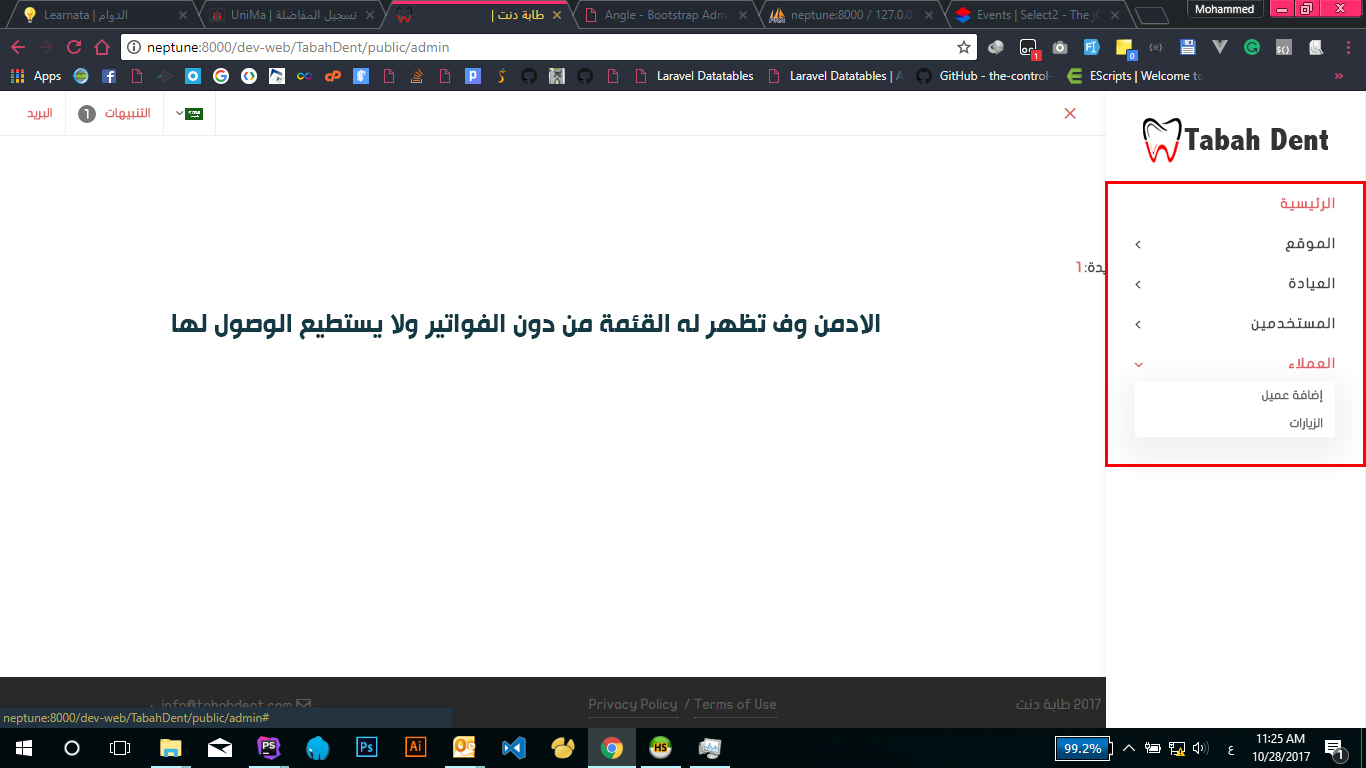 Learnata | الدوام
UniMa | تسجيل المفاضلة
طابة دنت |
Angle - Bootstrap Admi
neptune:8000 / 127.0.0
Events | Select2 - The j
Mohammed
neptune:8000/dev-web/TabahDent/public/admin
1
0
Apps
Laravel Datatables
Laravel Datatables | A
GitHub - the-control-
EScripts | Welcome to
البريد
التنبيهات
1
Tabah Dent
الرئيسية
الموقع
العيادة
المستخدمين
العملاء
إضافة عميل
الزيارات
يدة: 1
الادمن وف تظهر له القئمة من دون الفواتير ولا يستطيع الوصول لها
info@tabahdent.com
Privacy Policy / Terms of Use
2017 طابة دنت
neptune:8000/dev-web/TabahDent/public/admin#
99.2%
ع
11:25 AM
10/28/2017
1